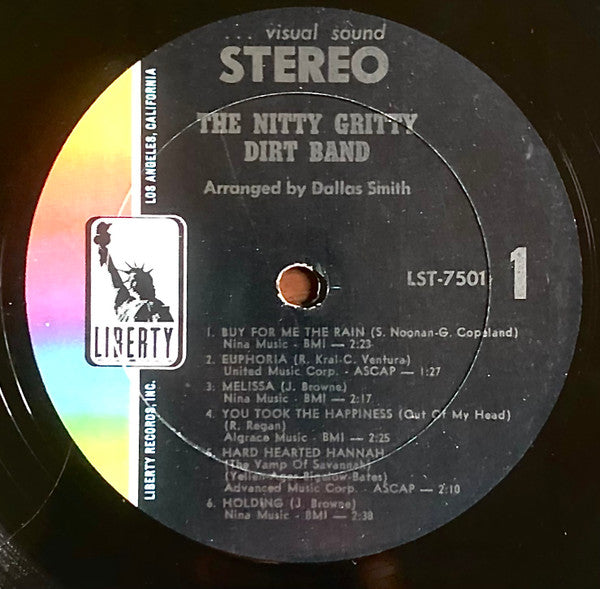 ... visual sound
STEREO
THE NITTY GRITTY
DIRT BAND
Arranged by Dallas Smith
LST-7501
1
1. BUY FOR ME THE RAIN (S. Noonan-G. Copeland)
Nina Music - BMI — 2:23
2. EUPHORIA (R. Kral-C. Ventura)
United Music Corp. - ASCAP — 1:27
3. MELISSA (J. Browne)
Nina Music - BMI — 2:17
4. YOU TOOK THE HAPPINESS (Out Of My Head)
(R. Regan)
Algrace Music - BMI — 2:25
5. HARD HEARTED HANNAH
(The Vamp Of Savannah)
(Yellen-Ager-Bigelow-Bates)
Advanced Music Corp. - ASCAP — 2:10
6. HOLDING (J. Browne)
Nina Music - BMI — 2:38
LIBERTY
LIBERTY RECORDS, INC.
LOS ANGELES, CALIFORNIA